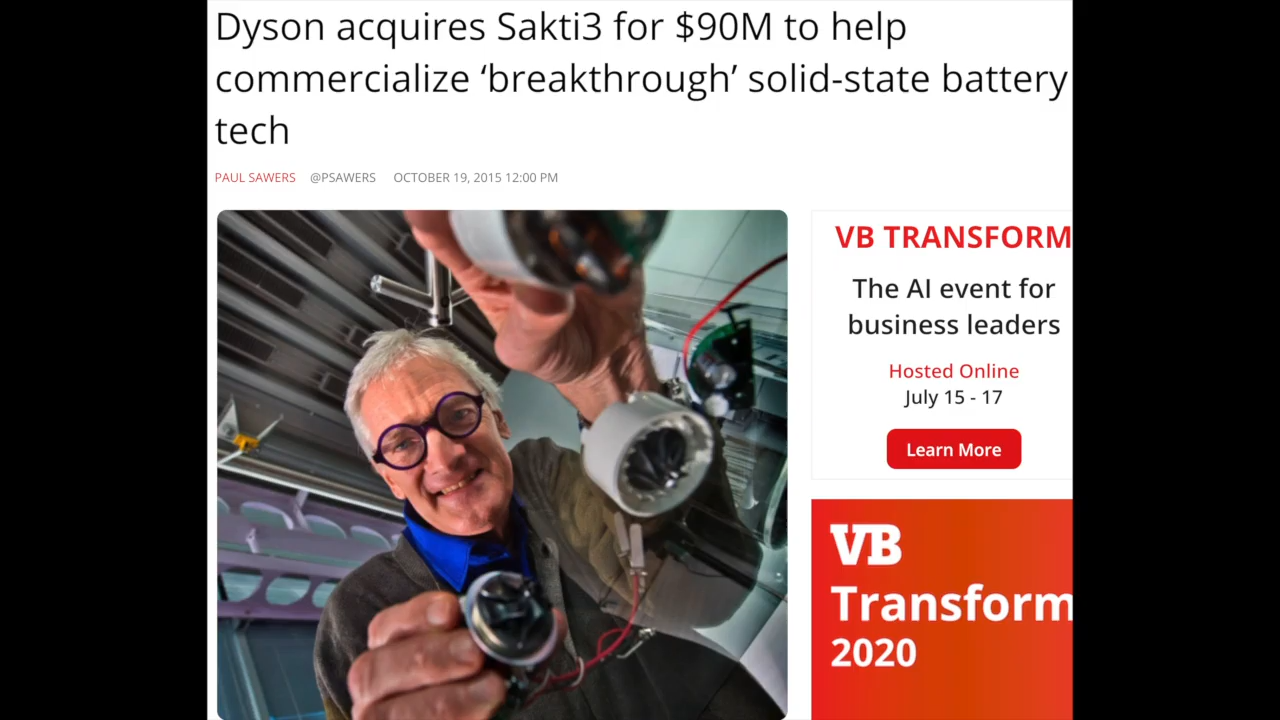 Dyson acquires Sakti3 for $90M to help
commercialize ‘breakthrough’ solid-state battery
tech
PAUL SAWERS @PSAWERS OCTOBER 19, 2015 12:00 PM
VB TRANSFORM
The AI event for
business leaders
Hosted Online
July 15 - 17
Learn More
VB
Transform
2020